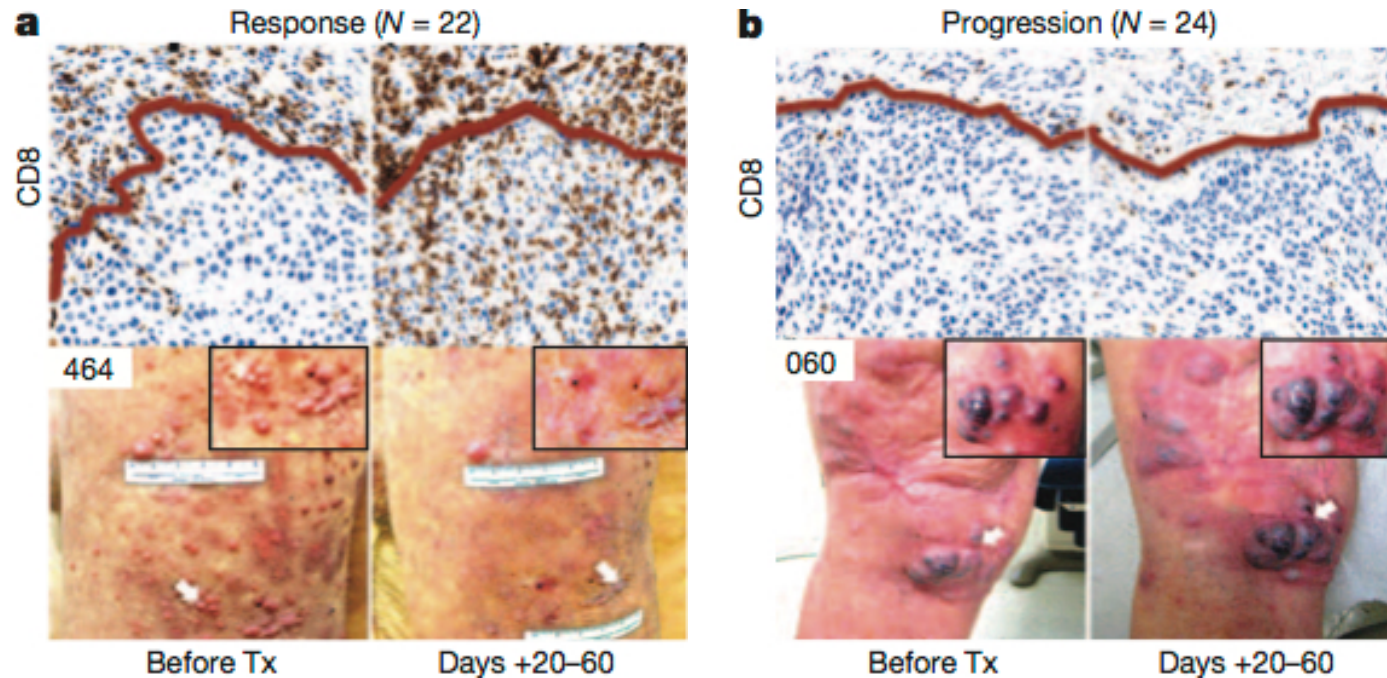 a Response (N = 22)
CD8
464
Before Tx Days +20–60
b Progression (N = 24)
CD8
060
Before Tx Days +20–60